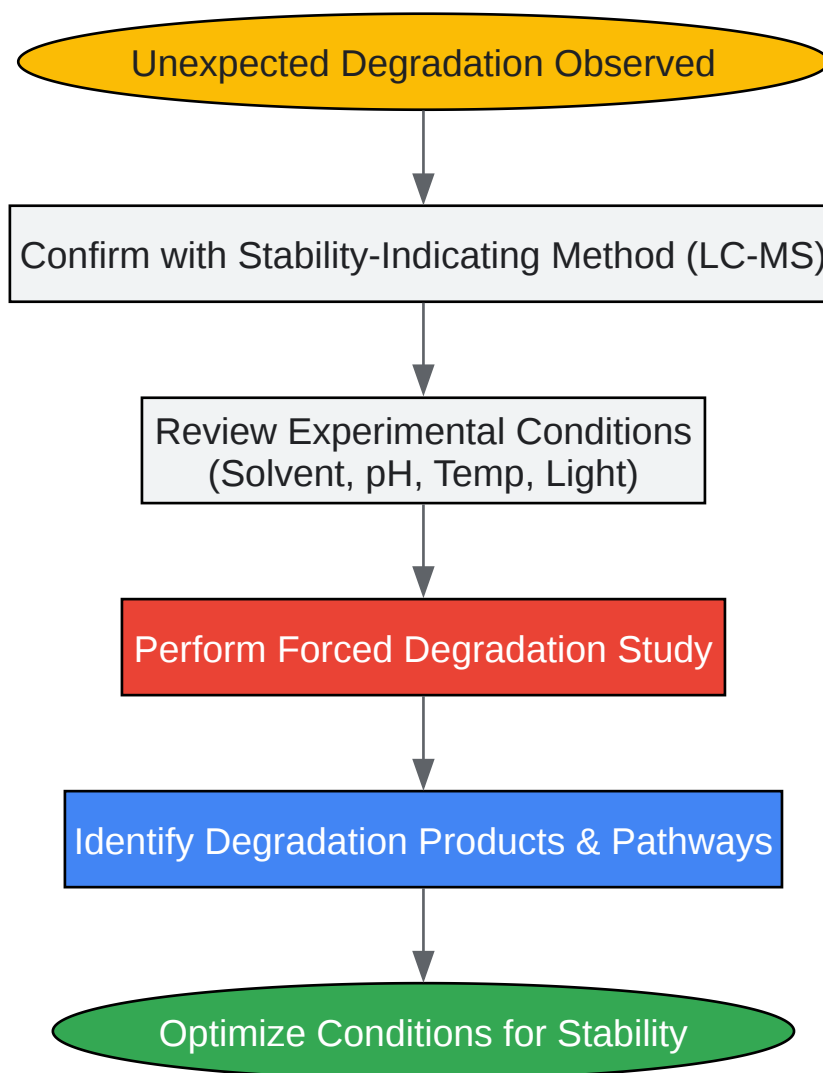 Unexpected Degradation Observed
Confirm with Stability-Indicating Method (LC-MS)
Review Experimental Conditions
(Solvent, pH, Temp, Light)
Perform Forced Degradation Study
Identify Degradation Products & Pathways
Optimize Conditions for Stability